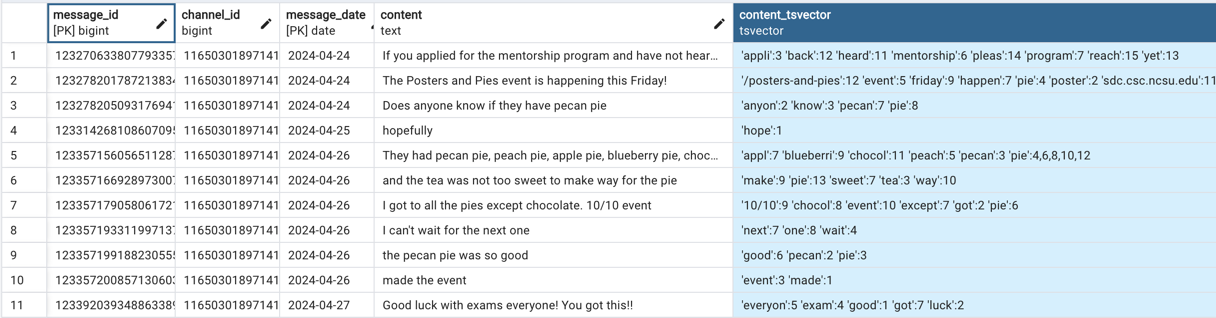 message_id channel_id message_date content content_tsvector
[PK] bigint bigint [PK] date text tsvector
1 11650301897141 2024-04-24 If you applied for the mentorship program and have not hear... 'appli':3 'back':12 'heard':11 'mentorship':6 'pleas':14 'program':7 'reach':15 'yet':13
2 11650301897141 2024-04-24 The Posters and Pies event is happening this Friday! '/posters-and-pies':12 'event':5 'friday':9 'happen':7 'pie':4 'poster':2 'sdc.csc.ncsu.edu':11
3 11650301897141 2024-04-24 Does anyone know if they have pecan pie 'anyon':2 'know':3 'pecan':7 'pie':8
4 11650301897141 2024-04-25 hopefully 'hope':1
5 11650301897141 2024-04-26 They had pecan pie, peach pie, apple pie, blueberry pie, choc... 'appl':7 'blueberri':9 'chocol':11 'peach':5 'pecan':3 'pie':4,6,8,10,12
6 11650301897141 2024-04-26 and the tea was not too sweet to make way for the pie 'make':9 'pie':13 'sweet':7 'tea':3 'way':10
7 11650301897141 2024-04-26 I got to all the pies except chocolate. 10/10 event '10/10':9 'chocol':8 'event':10 'except':7 'got':2 'pie':6
8 11650301897141 2024-04-26 I can't wait for the next one 'next':7 'one':8 'wait':4
9 11650301897141 2024-04-26 the pecan pie was so good 'good':6 'pecan':2 'pie':3
10 11650301897141 2024-04-26 made the event 'event':3 'made':1
11 11650301897141 2024-04-27 Good luck with exams everyone! You got this!! 'everyon':5 'exam':4 'good':1 'got':7 'luck':2